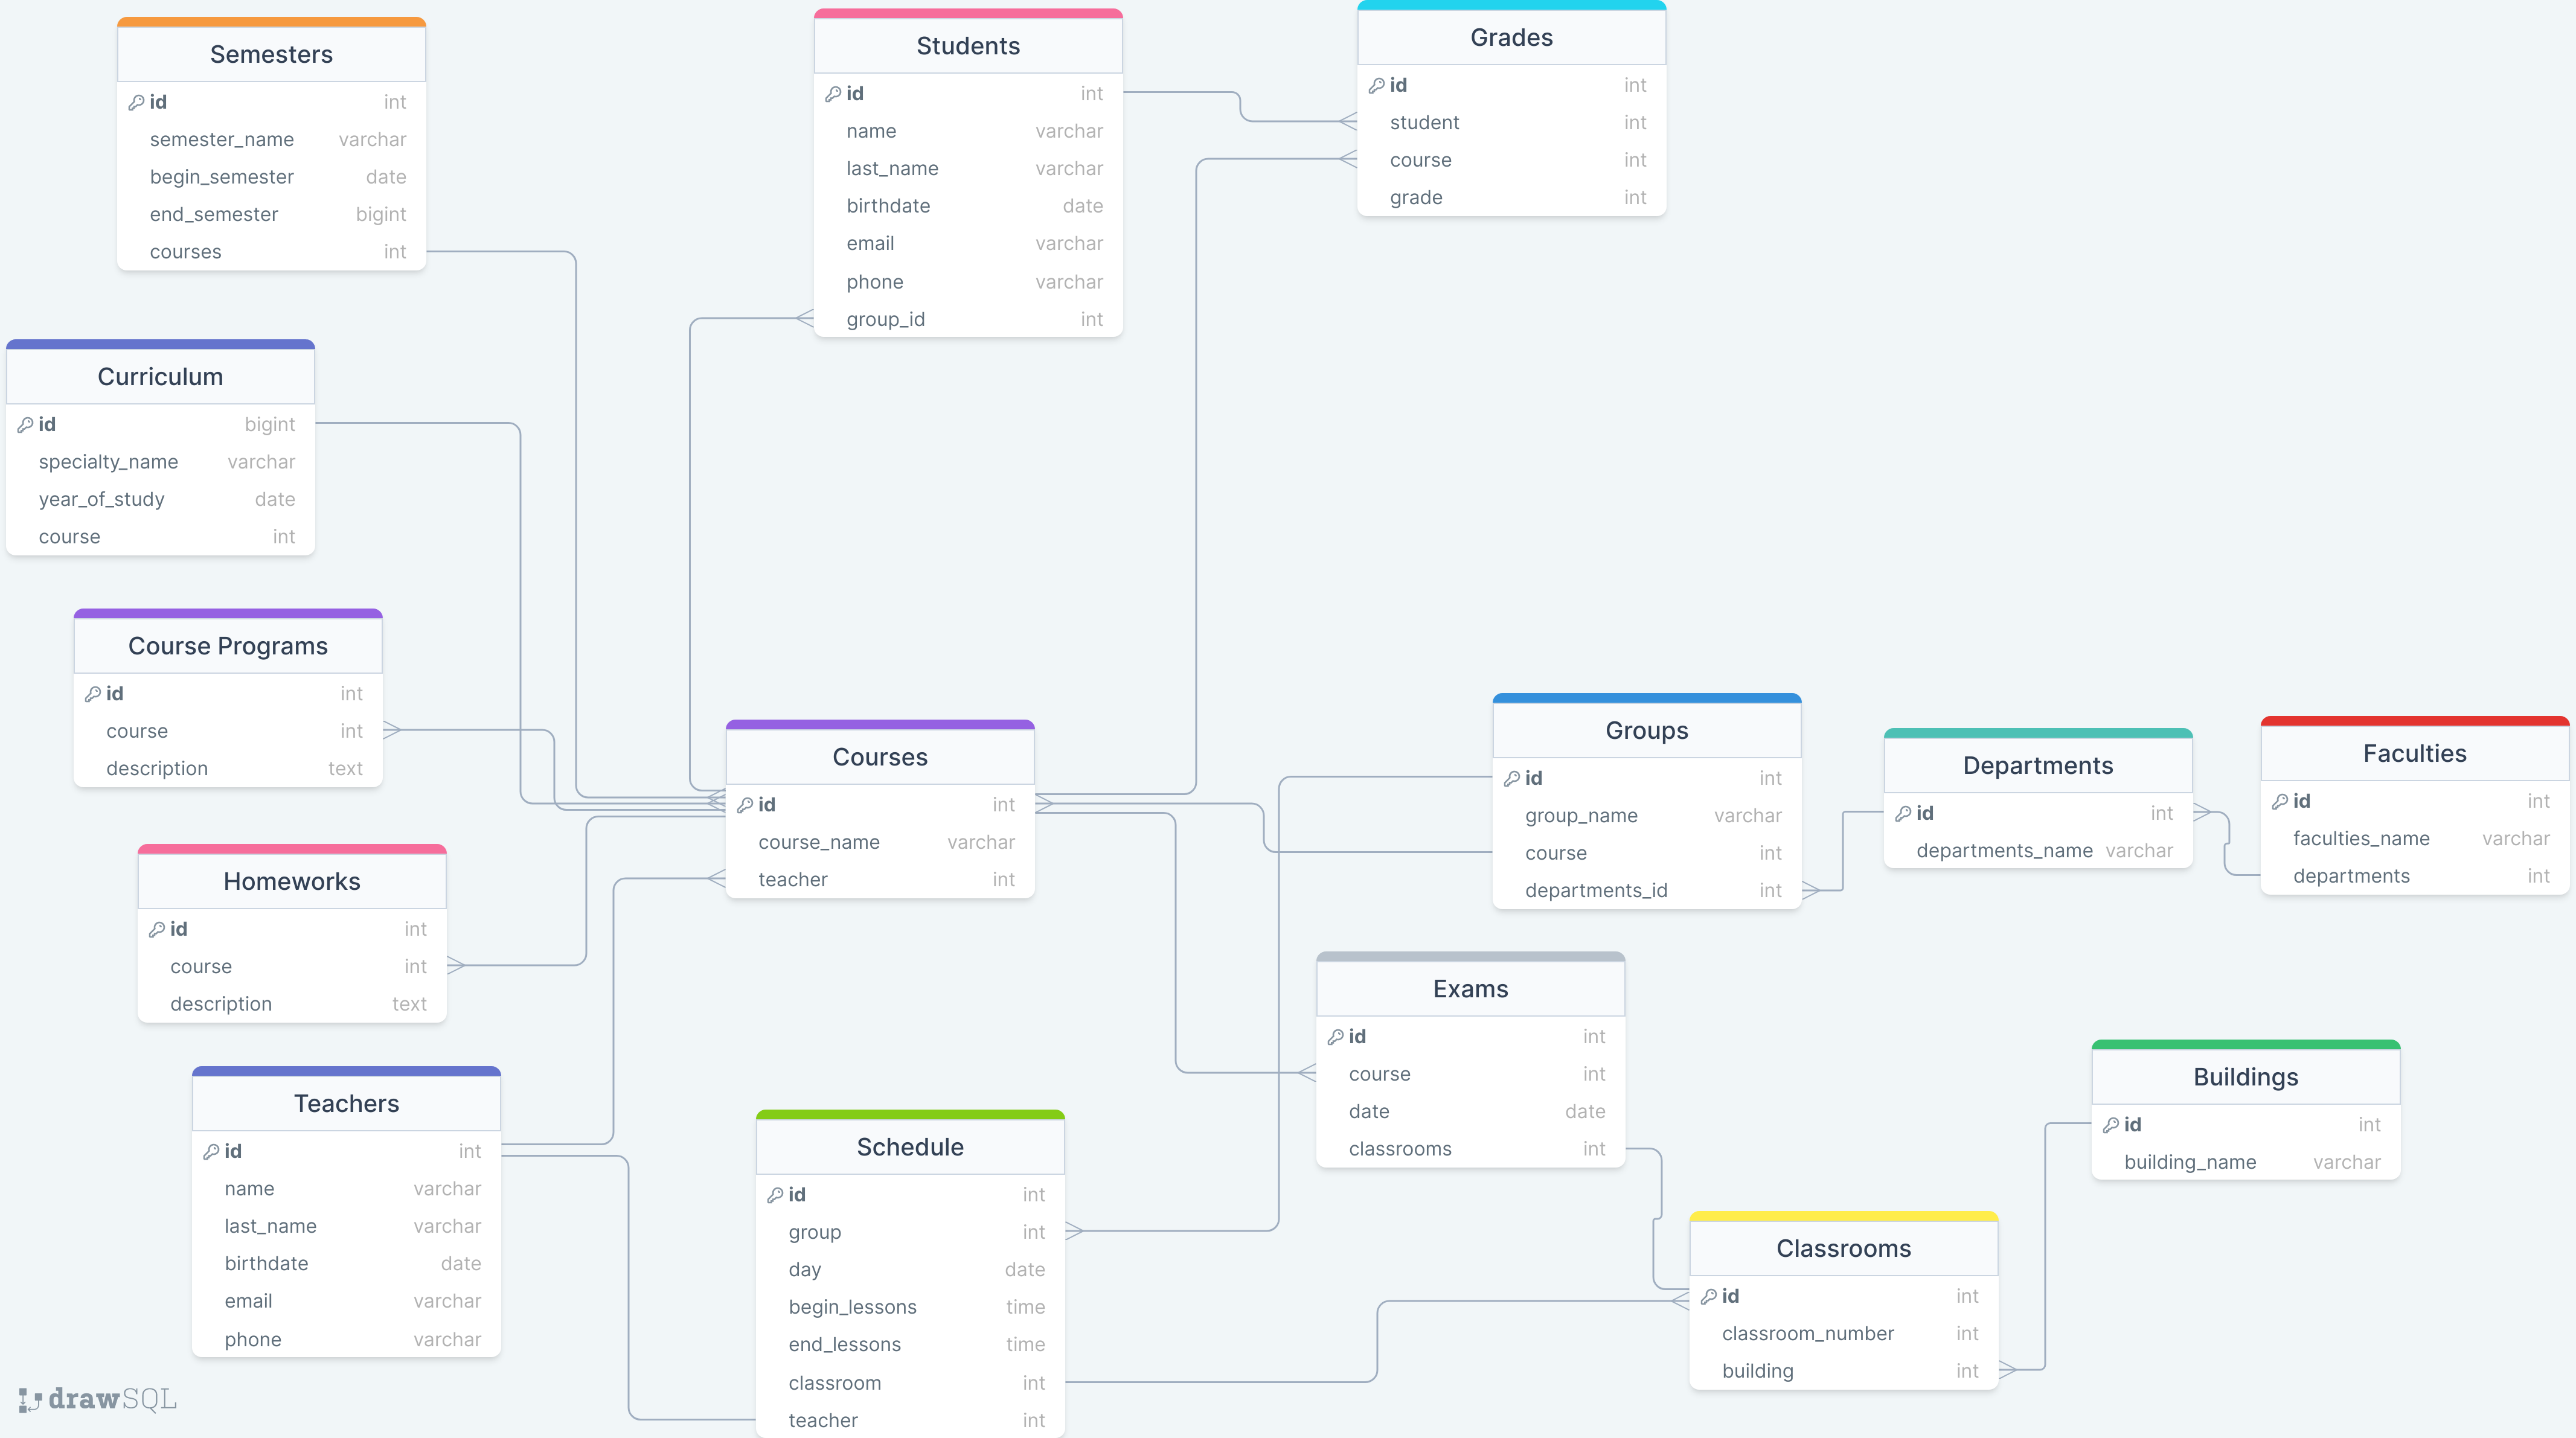 Semesters
id int
semester_name varchar
begin_semester date
end_semester bigint
courses int
Students
id int
name varchar
last_name varchar
birthdate date
email varchar
phone varchar
group_id int
Grades
id int
student int
course int
grade int
Curriculum
id bigint
specialty_name varchar
year_of_study date
course int
Course Programs
id int
course int
description text
Courses
id int
course_name varchar
teacher int
Groups
id int
group_name varchar
course int
departments_id int
Departments
id int
departments_name varchar
Faculties
id int
faculties_name varchar
departments int
Homeworks
id int
course int
description text
Exams
id int
course int
date date
classrooms int
Buildings
id int
building_name varchar
Teachers
id int
name varchar
last_name varchar
birthdate date
email varchar
phone varchar
Schedule
id int
group int
day date
begin_lessons time
end_lessons time
classroom int
teacher int
Classrooms
id int
classroom_number int
building int
drawSQL